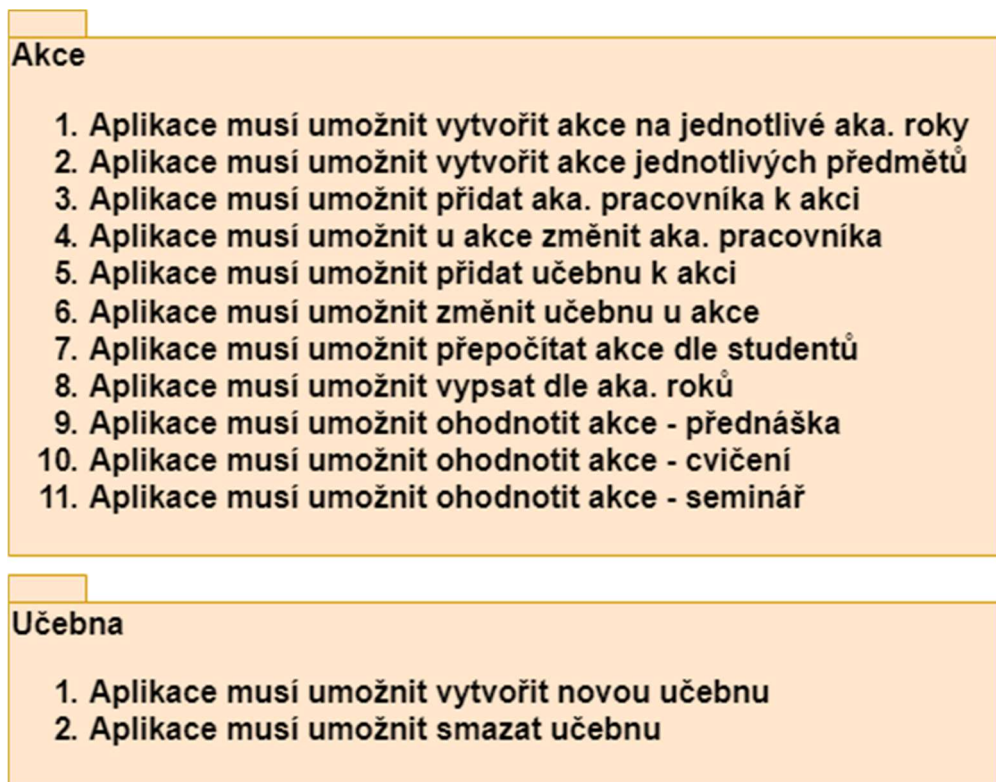 Akce
1. Aplikace musí umožnit vytvořit akce na jednotlivé aka. roky
2. Aplikace musí umožnit vytvořit akce jednotlivých předmětů
3. Aplikace musí umožnit přidat aka. pracovníka k akci
4. Aplikace musí umožnit u akce změnit aka. pracovníka
5. Aplikace musí umožnit přidat učebnu k akci
6. Aplikace musí umožnit změnit učebnu u akce
7. Aplikace musí umožnit přepočítat akce dle studentů
8. Aplikace musí umožnit vypsat dle aka. roků
9. Aplikace musí umožnit ohodnotit akce - přednáška
10. Aplikace musí umožnit ohodnotit akce - cvičení
11. Aplikace musí umožnit ohodnotit akce - seminář
Učebna
1. Aplikace musí umožnit vytvořit novou učebnu
2. Aplikace musí umožnit smazat učebnu